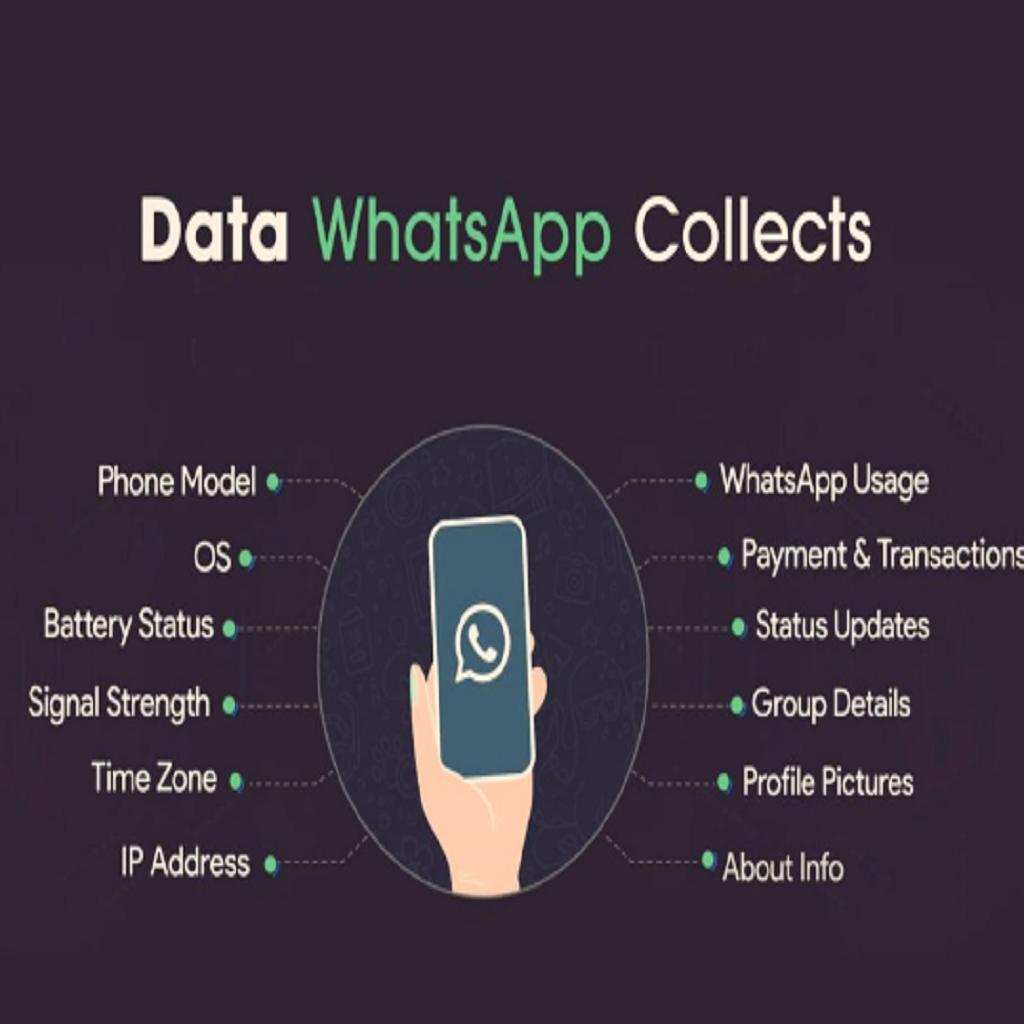 Data WhatsApp Collects
Phone Model
OS
Battery Status
Signal Strength
Time Zone
IP Address
WhatsApp Usage
Payment & Transactions
Status Updates
Group Details
Profile Pictures
About Info